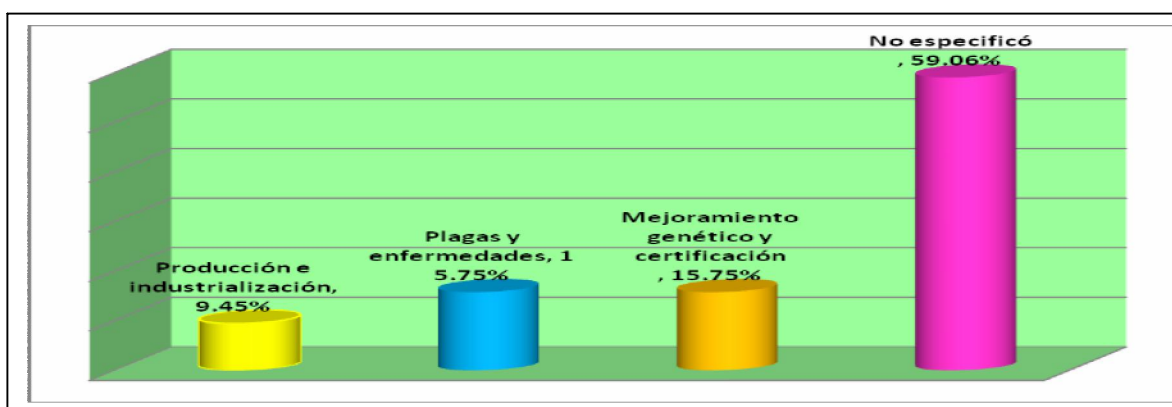 Producción e
industrialización,
9.45%
Plagas y
enfermedades, 1
5.75%
Mejoramiento
genético y
certificación
, 15.75%
No especificó
, 59.06%